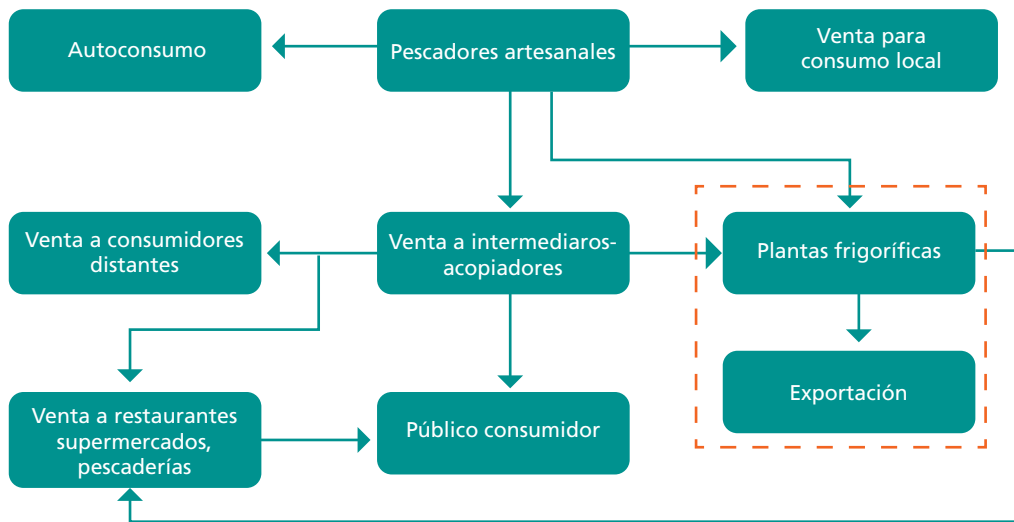 Autoconsumo
Pescadores artesanales
Venta para
consumo local
Venta a consumidores
distantes
Venta a intermediaros-
acopiadores
Plantas frigoríficas
Exportación
Venta a restaurantes
supermercados,
pescaderías
Público consumidor